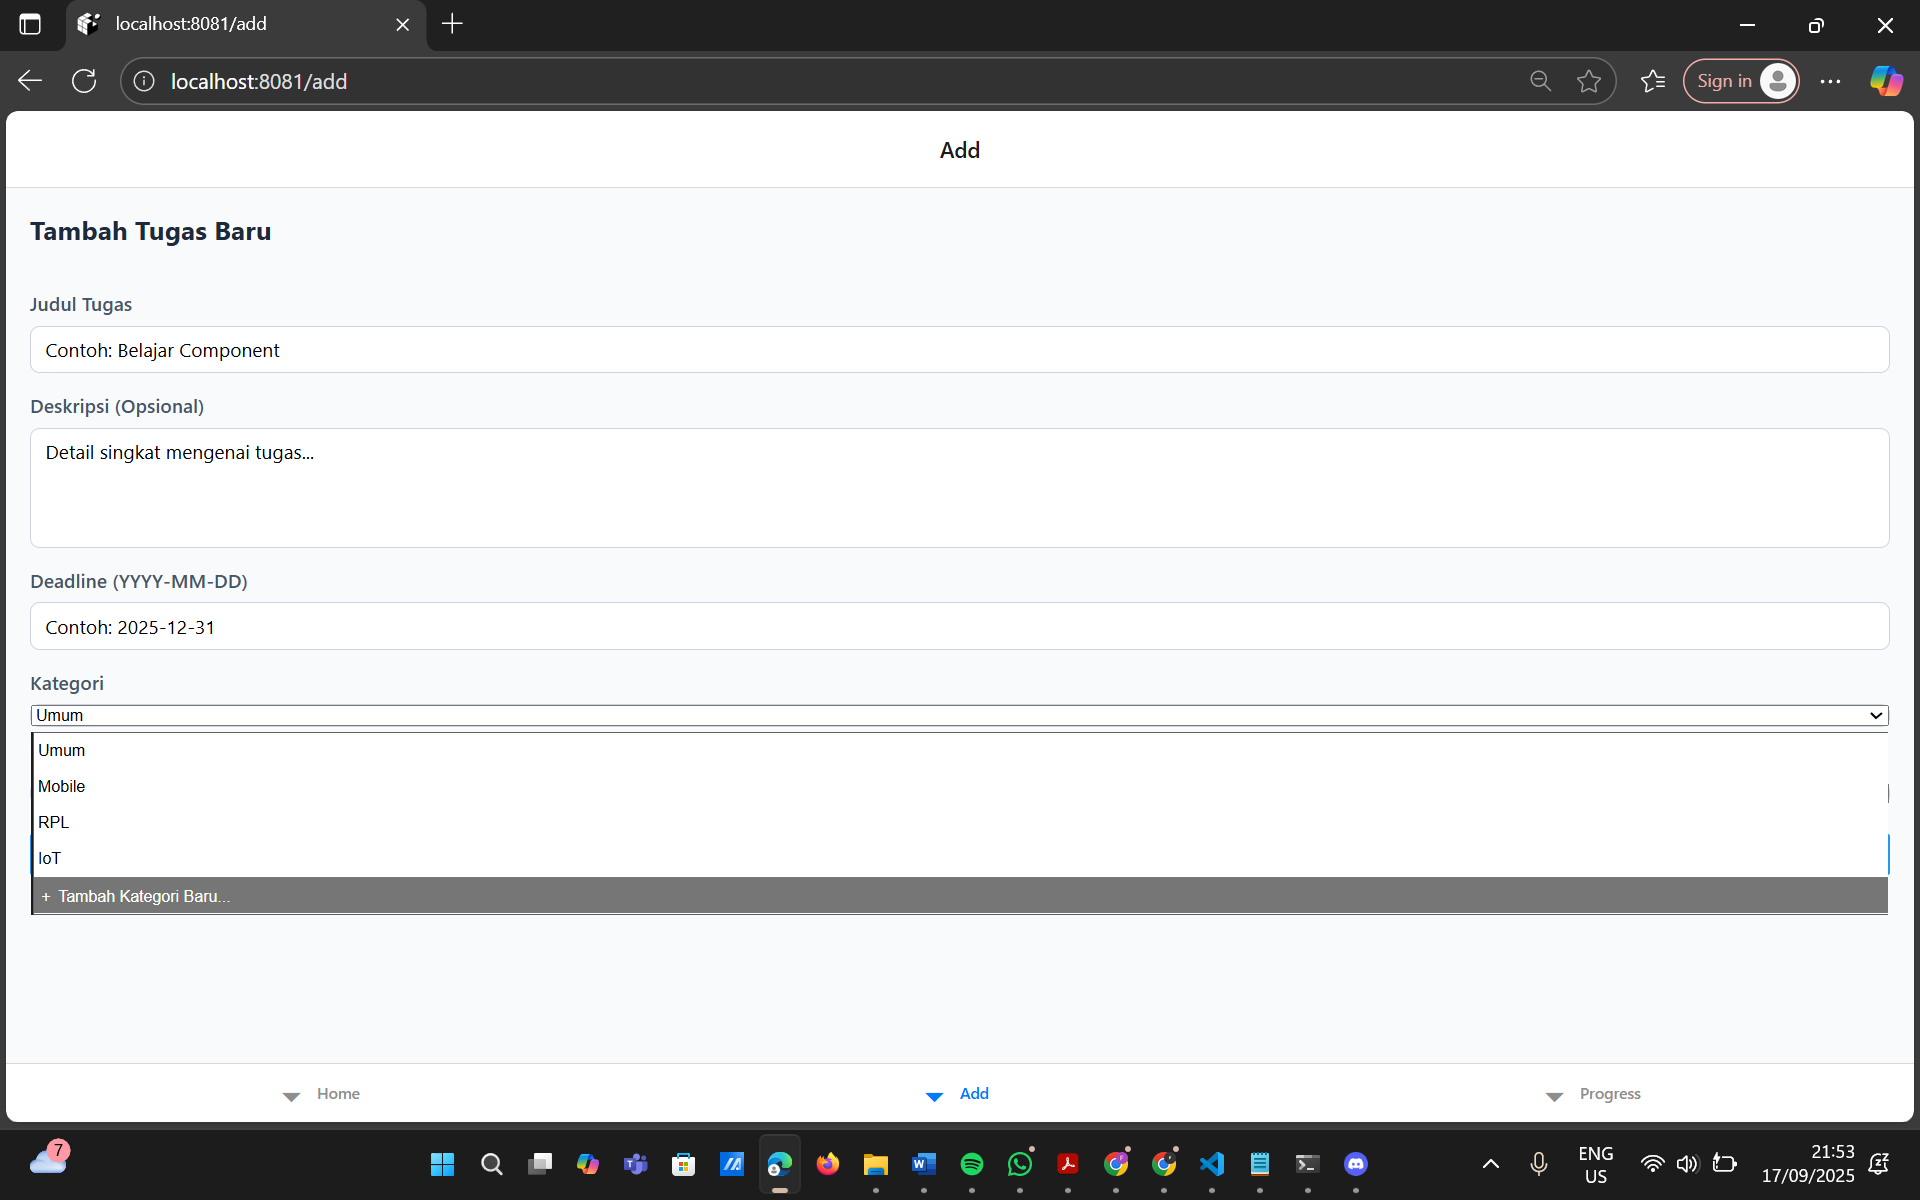 localhost:8081/add
localhost:8081/add
Sign in
Add
Tambah Tugas Baru
Judul Tugas
Contoh: Belajar Component
Deskripsi (Opsional)
Detail singkat mengenai tugas...
Deadline (YYYY-MM-DD)
Contoh: 2025-12-31
Kategori
Umum
Umum
Mobile
RPL
IoT
+ Tambah Kategori Baru...
Home
Add
Progress
7
ENG
US
21:53
17/09/2025